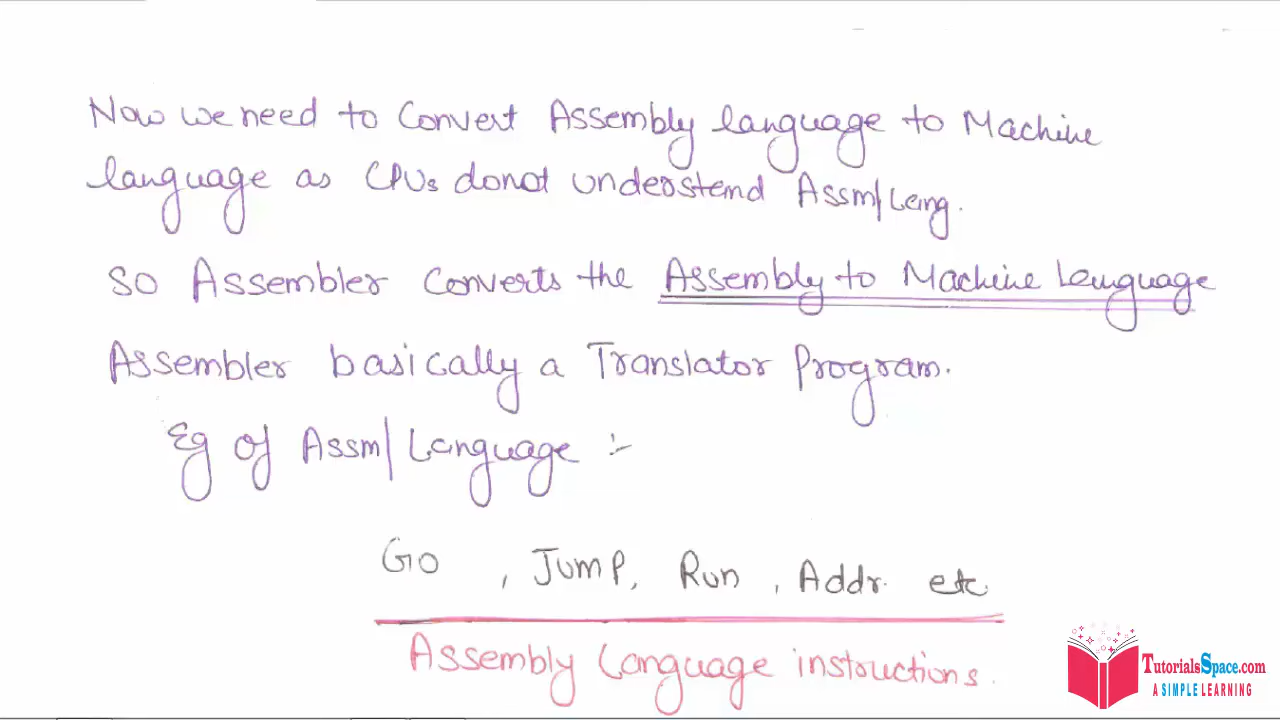 Now we need to Convert Assembly language to Machine
language as CPUs donot understand Assm/Lang.
So Assembler Converts the Assembly to Machine Language
Assembler basically a Translator Program.
Eg of Assm/Language :-
GO , Jump, Run , Addr. etc
Assembly Language instructions.
TutorialsSpace.com
A SIMPLE LEARNING